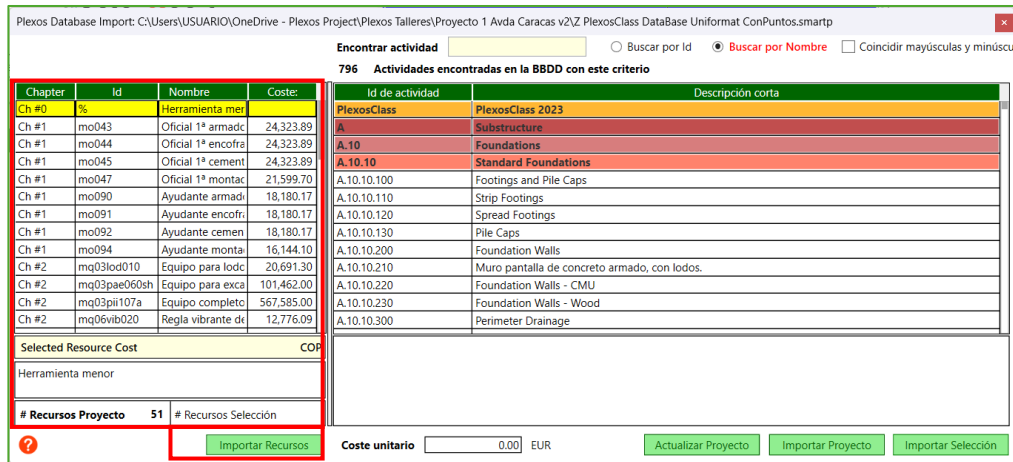 Plexos Database Import: C:\Users\USUARIO\OneDrive - Plexos Project\Plexos Talleres\Proyecto 1 Avda Caracas v2\Z PlexosClass DataBase Uniformat ConPuntos.smartp
Encontrar actividad Buscar por Id Buscar por Nombre Coincidir mayúsculas y minúscu
796 Actividades encontradas en la BBDD con este criterio
Chapter Id Nombre Coste: Id de actividad Descripción corta
Ch #0 % Herramienta mer PlexosClass PlexosClass 2023
Ch #1 mo043 Oficial 1ª armado 24,323.89 A Substructure
Ch #1 mo044 Oficial 1ª encofra 24,323.89 A.10 Foundations
Ch #1 mo045 Oficial 1ª cement 24,323.89 A.10.10 Standard Foundations
Ch #1 mo047 Oficial 1ª montac 21,599.70 A.10.10.100 Footings and Pile Caps
Ch #1 mo090 Ayudante armad 18,180.17 A.10.10.110 Strip Footings
Ch #1 mo091 Ayudante encofr 18,180.17 A.10.10.120 Spread Footings
Ch #1 mo092 Ayudante cemen 18,180.17 A.10.10.130 Pile Caps
Ch #1 mo094 Ayudante monta 16,144.10 A.10.10.200 Foundation Walls
Ch #2 mq03lod010 Equipo para lodc 20,691.30 A.10.10.210 Muro pantalla de concreto armado, con lodos.
Ch #2 mq03pae060sh Equipo para exca 101,462.00 A.10.10.220 Foundation Walls - CMU
Ch #2 mq03pii107a Equipo completo 567,585.00 A.10.10.230 Foundation Walls - Wood
Ch #2 mq06vib020 Regla vibrante de 12,776.09 A.10.10.300 Perimeter Drainage
Selected Resource Cost COP
Herramienta menor
# Recursos Proyecto 51 # Recursos Selección
Importar Recursos Coste unitario 0.00 EUR Actualizar Proyecto Importar Proyecto Importar Selección